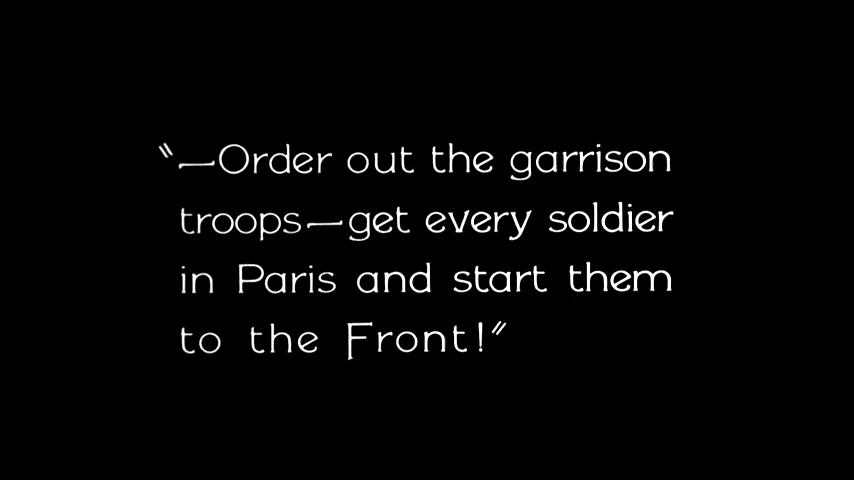 "—Order out the garrison
troops—get every soldier
in Paris and start them
to the Front!"